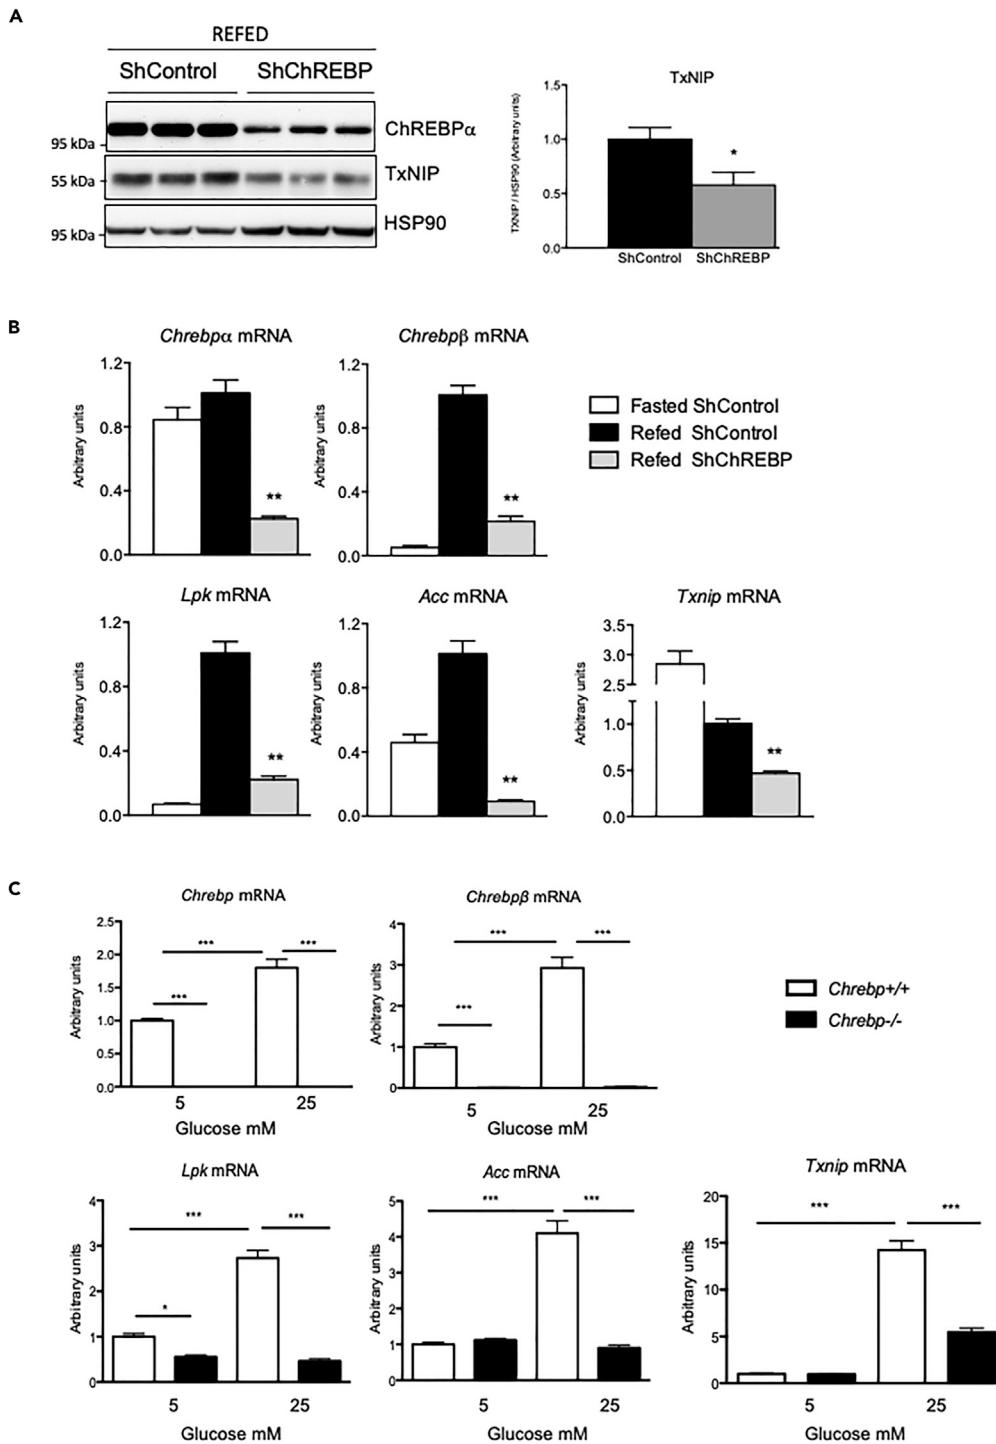 A
REFED
ShControl ShChREBP
95 kDa ChREBPα
55 kDa TxNIP
95 kDa HSP90
TxNIP
TXNIP / HSP90 (Arbitrary units)
1.5
1.0
0.5
0.0
*
ShControl ShChREBP
B
Chrebpα mRNA
Arbitrary units
1.2
0.8
0.4
0.0
**
Chrebpβ mRNA
Arbitrary units
1.2
0.8
0.4
0.0
**
Fasted ShControl
Refed ShControl
Refed ShChREBP
Lpk mRNA
Arbitrary units
1.2
0.8
0.4
0.0
**
Acc mRNA
Arbitrary units
1.2
0.8
0.4
0.0
**
Txnip mRNA
Arbitrary units
3.5
3.0
2.5
1.0
0.5
0.0
**
C
Chrebp mRNA
Arbitrary units
2.5
2.0
1.5
1.0
0.5
0.0
*** *** ***
5 25
Glucose mM
Chrebpβ mRNA
Arbitrary units
4
3
2
1
0
*** *** ***
5 25
Glucose mM
Chrebp+/+
Chrebp-/-
Lpk mRNA
Arbitrary units
4
3
2
1
0
*** *** *
5 25
Glucose mM
Acc mRNA
Arbitrary units
5
4
3
2
1
0
*** ***
5 25
Glucose mM
Txnip mRNA
Arbitrary units
20
15
10
5
0
*** ***
5 25
Glucose mM